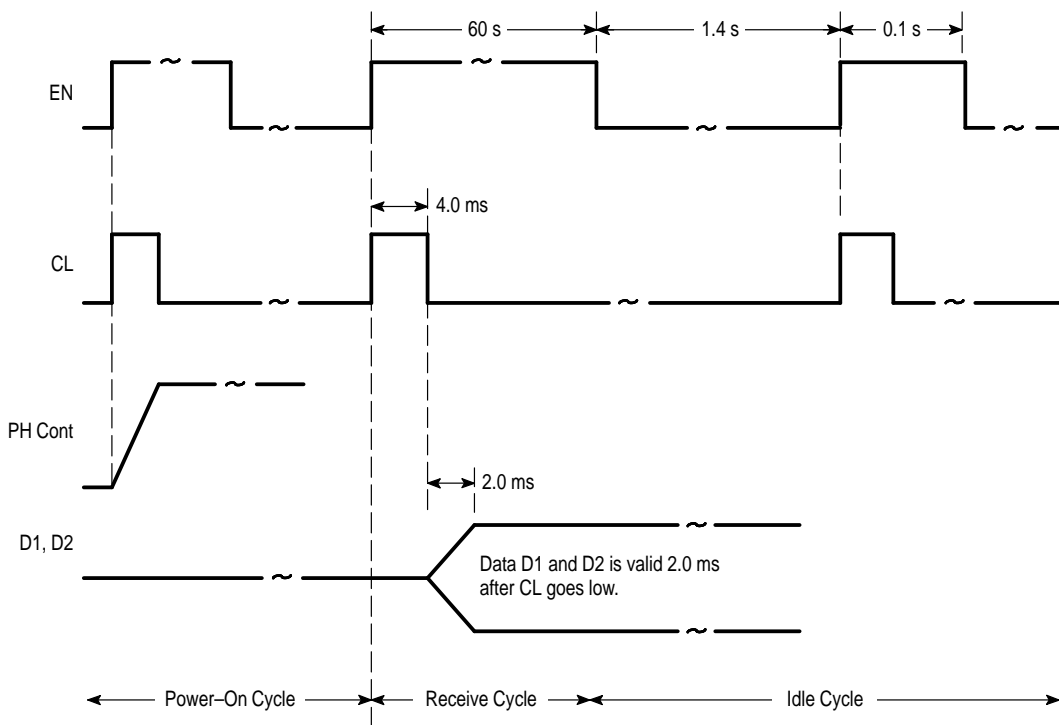 60 s
1.4 s
0.1 s
EN
4.0 ms
CL
PH Cont
2.0 ms
D1, D2
Data D1 and D2 is valid 2.0 ms
after CL goes low.
Power–On Cycle
Receive Cycle
Idle Cycle